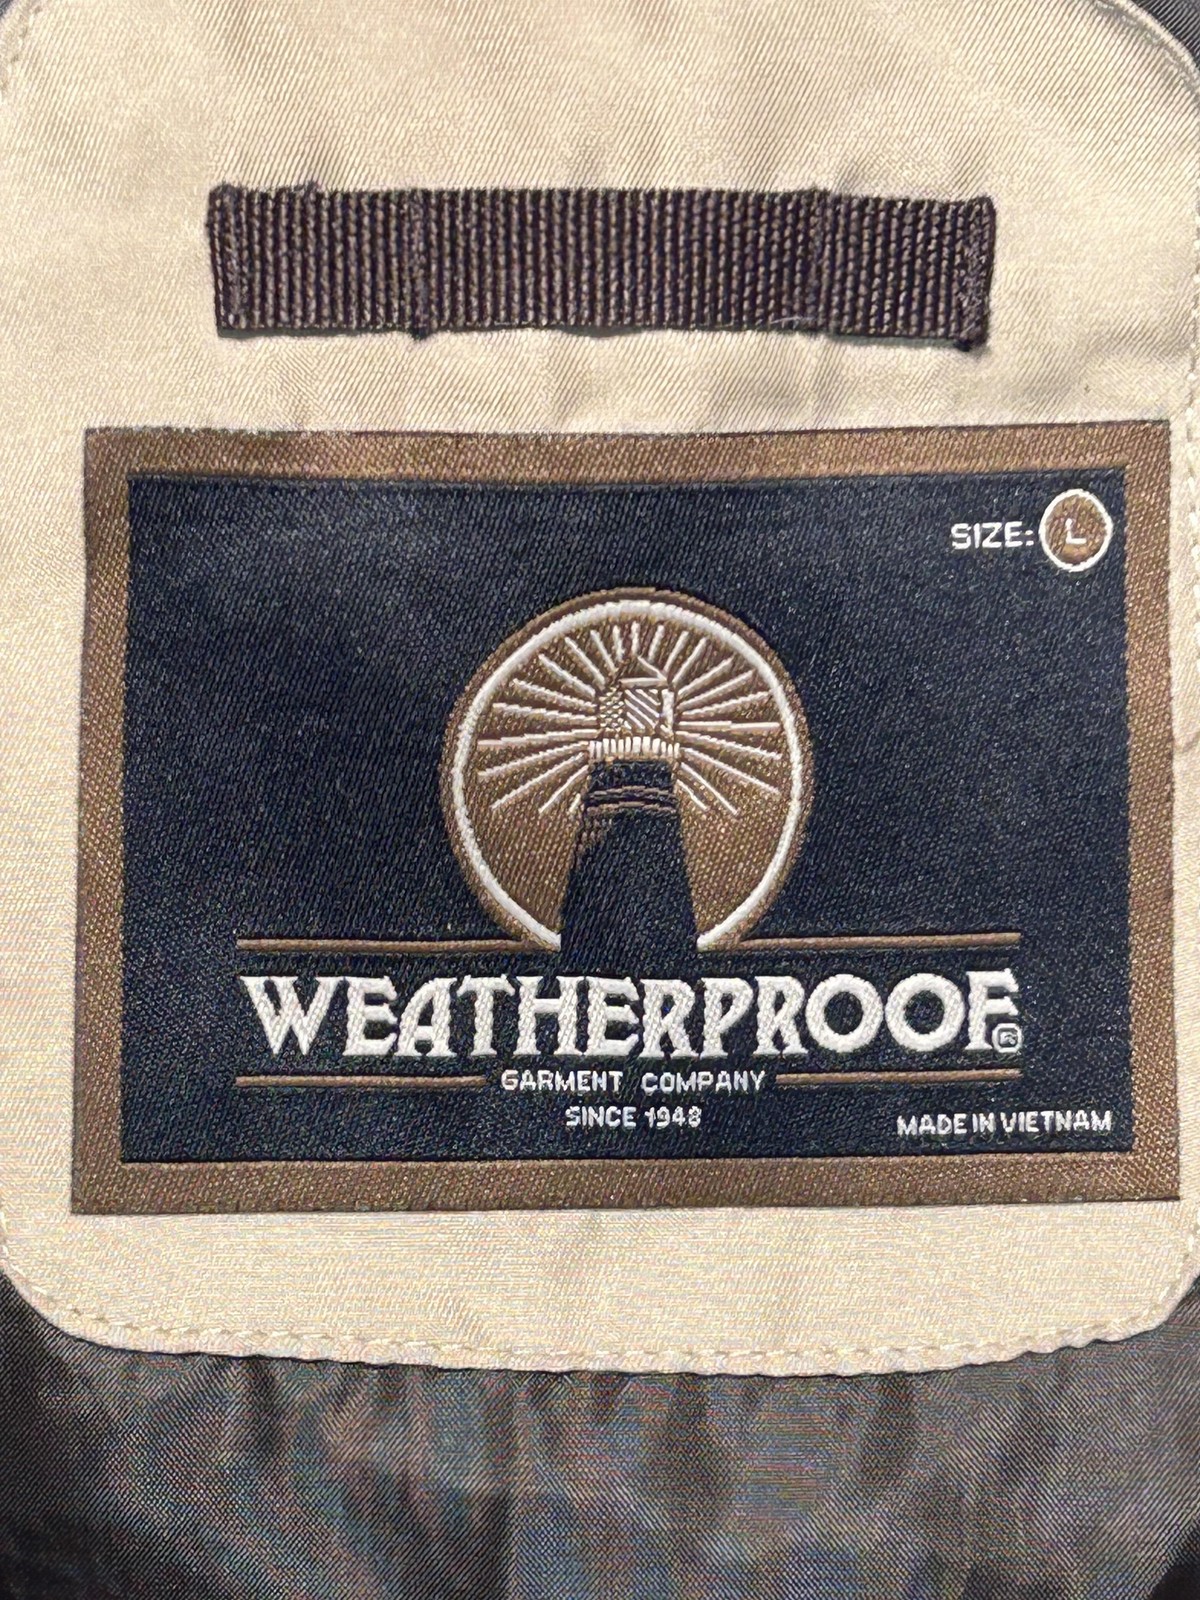 SIZE: L
WEATHERPROOF®
GARMENT COMPANY
SINCE 1948
MADE IN VIETNAM